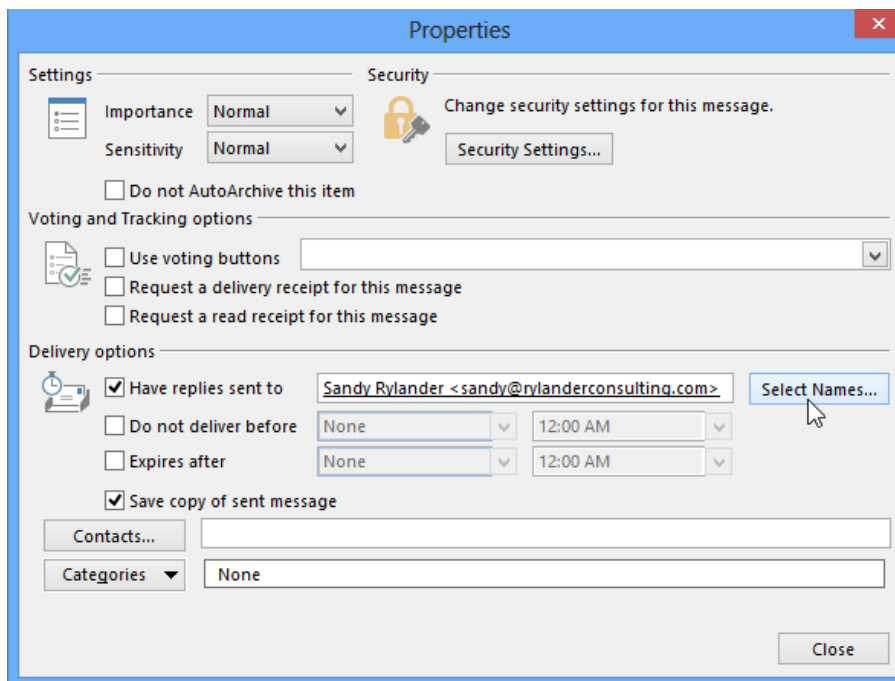 Properties
Settings
Security
Importance Normal
Change security settings for this message.
Sensitivity Normal
Security Settings...
Do not AutoArchive this item
Voting and Tracking options
Use voting buttons
Request a delivery receipt for this message
Request a read receipt for this message
Delivery options
Have replies sent to Sandy Rylander <sandy@rylanderconsulting.com> Select Names...
Do not deliver before None 12:00 AM
Expires after None 12:00 AM
Save copy of sent message
Contacts...
Categories None
Close